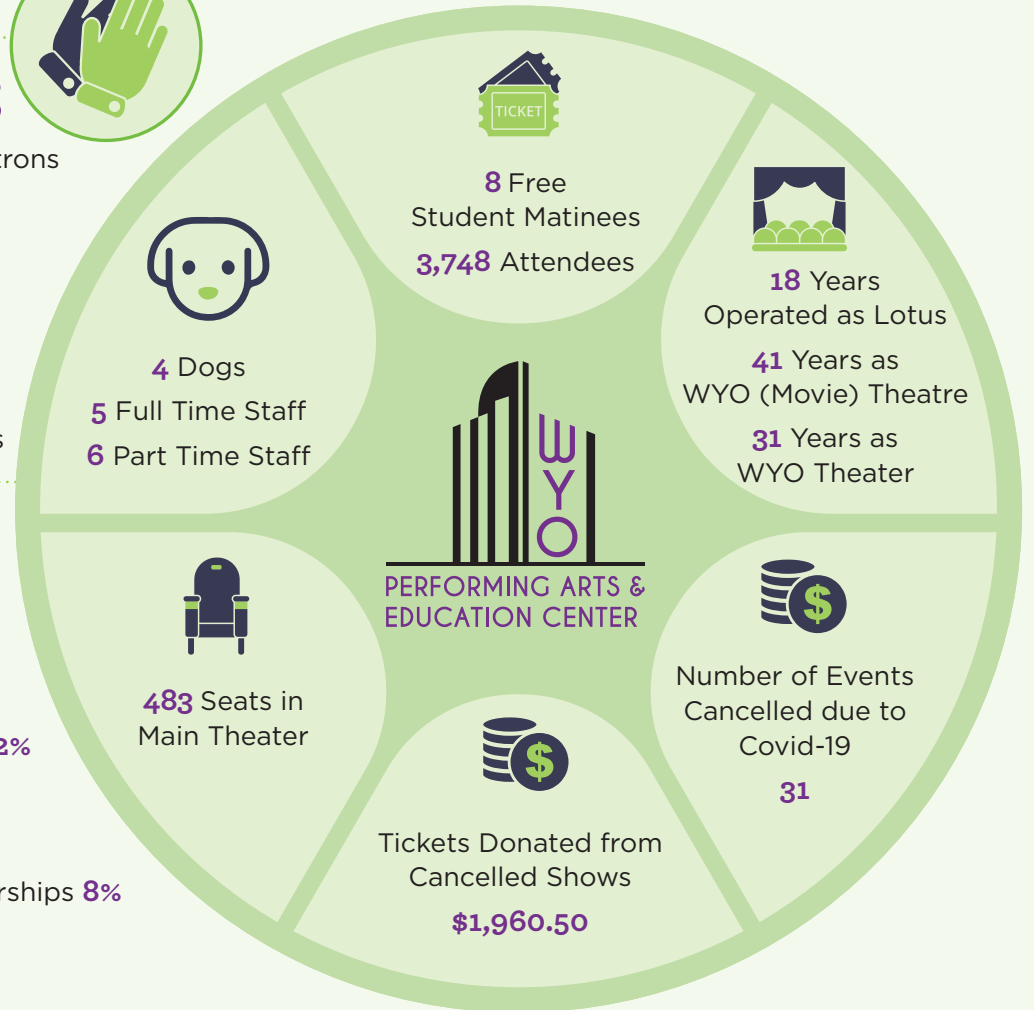 TICKET
8 Free
Student Matinees
3,748 Attendees
18 Years
Operated as Lotus
41 Years as
WYO (Movie) Theatre
31 Years as
WYO Theater
4 Dogs
5 Full Time Staff
6 Part Time Staff
WYO
PERFORMING ARTS &
EDUCATION CENTER
483 Seats in
Main Theater
Number of Events
Cancelled due to
Covid-19
31
Tickets Donated from
Cancelled Shows
$1,960.50
8%